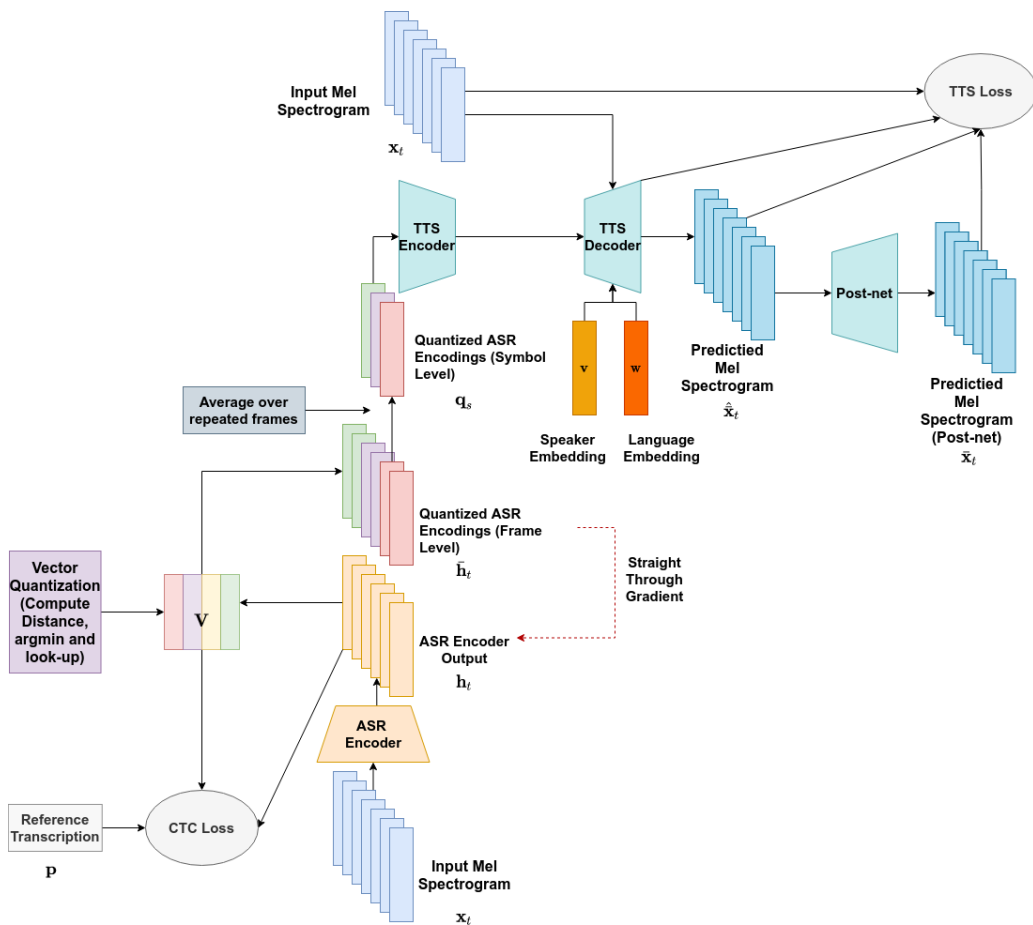 Input Mel
Spectrogram
x_t
TTS Loss
TTS
Encoder
TTS
Decoder
Post-net
Quantized ASR
Encodings (Symbol
Level)
q_s
v
w
Speaker
Embedding
Language
Embedding
Predictied
Mel
Spectrogram
x̄̂_t
Predictied
Mel
Spectrogram
(Post-net)
x̄_t
Average over
repeated frames
Quantized ASR
Encodings (Frame
Level)
h̄_t
Straight
Through
Gradient
Vector
Quantization
(Compute
Distance,
argmin and
look-up)
V
ASR Encoder
Output
h_t
ASR
Encoder
Reference
Transcription
p
CTC Loss
Input Mel
Spectrogram
x_t